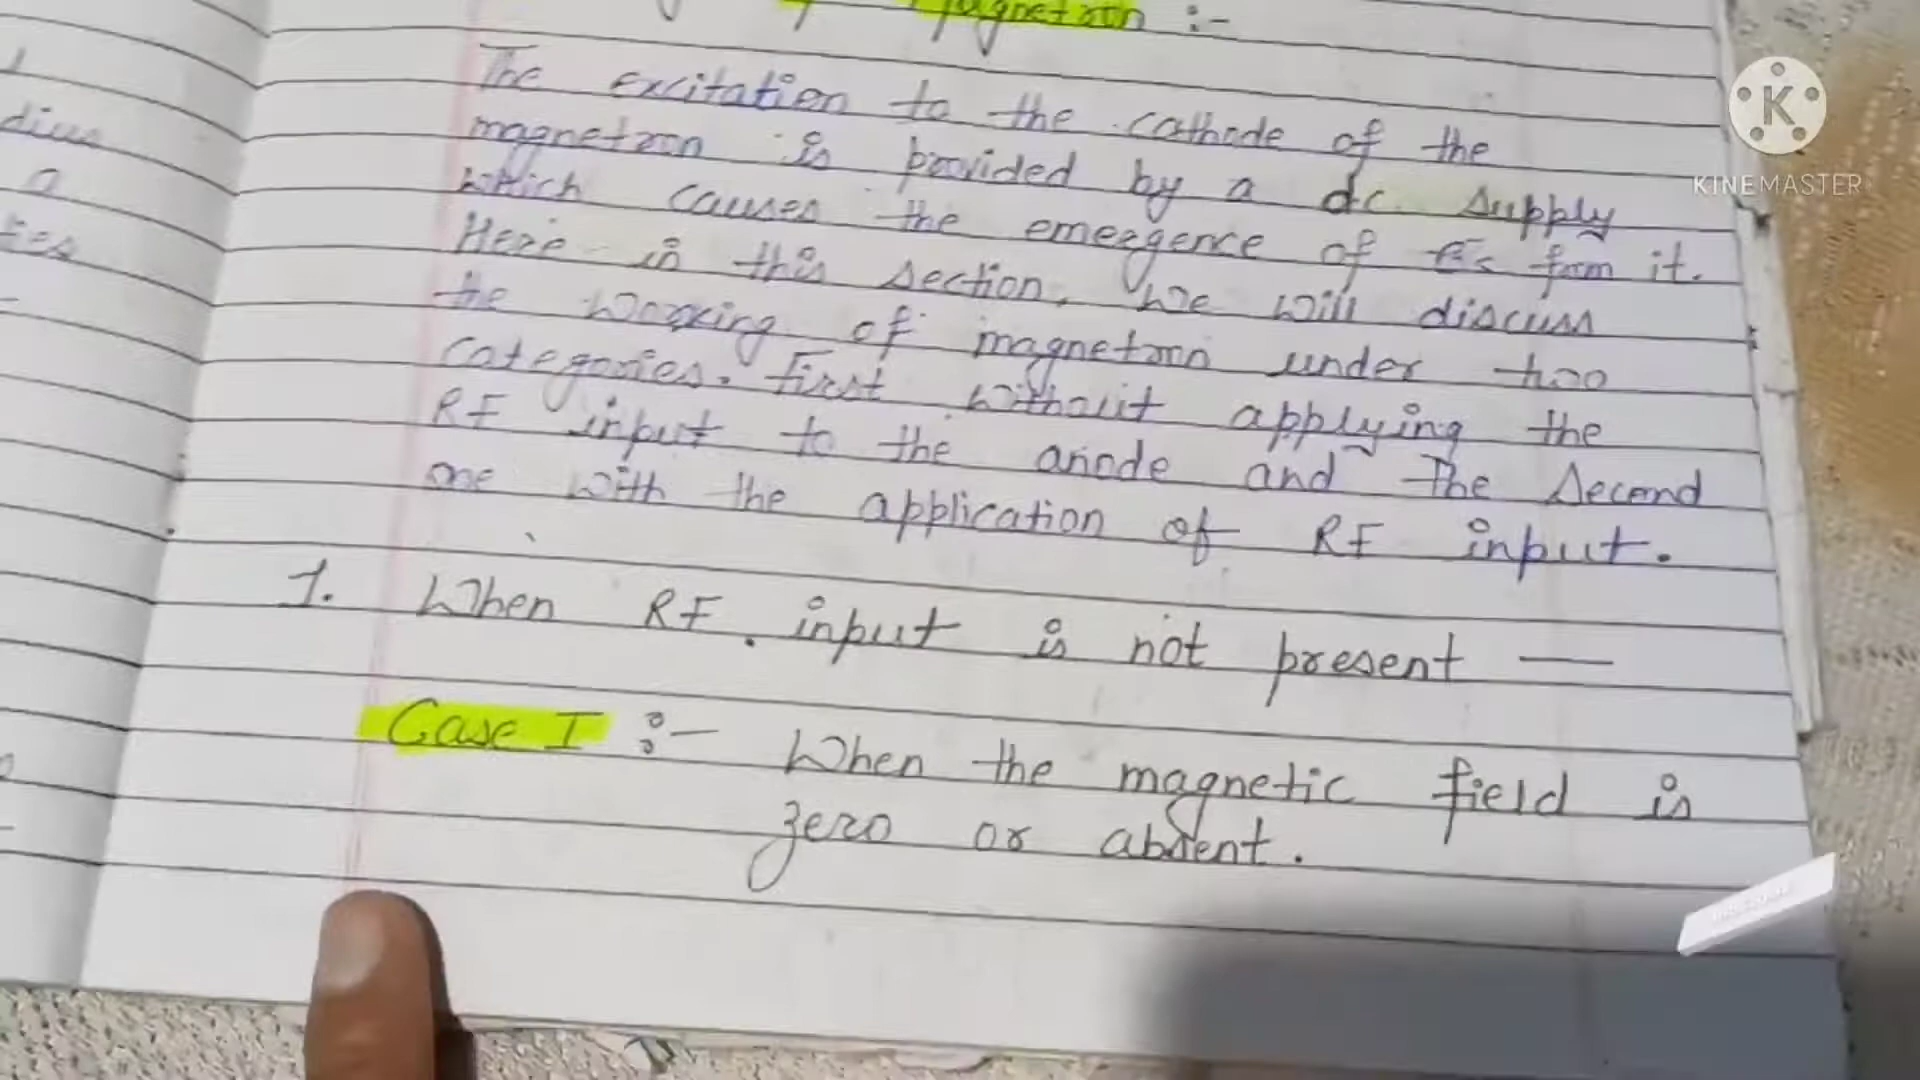 Magnetron :-
The excitation to the cathode of the
magnetron is provided by a dc. supply
which causes the emergence of e⁻s from it.
Here in this section, we will discuss
the working of magnetron under two
categories. First without applying the
RF input to the anode and The second
one with the application of RF input.
1. When RF. input is not present —
Case I :- When the magnetic field is
zero or absent.
dius
a
ties
K
KINEMASTER